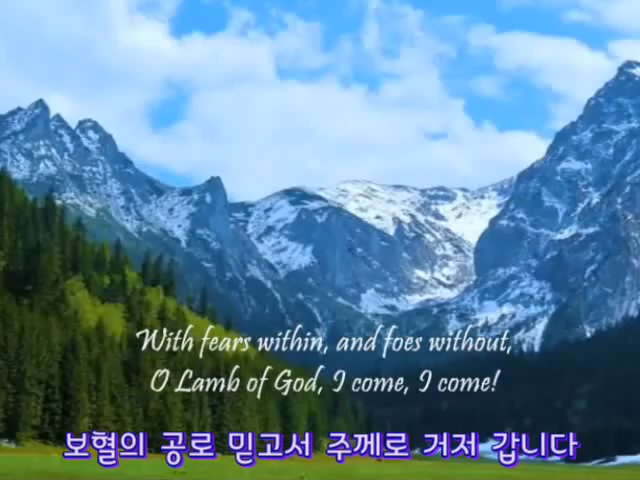 With fears within, and foes without,
O Lamb of God, I come, I come!
보혈의 공로 믿고서 주께로 거저 갑니다